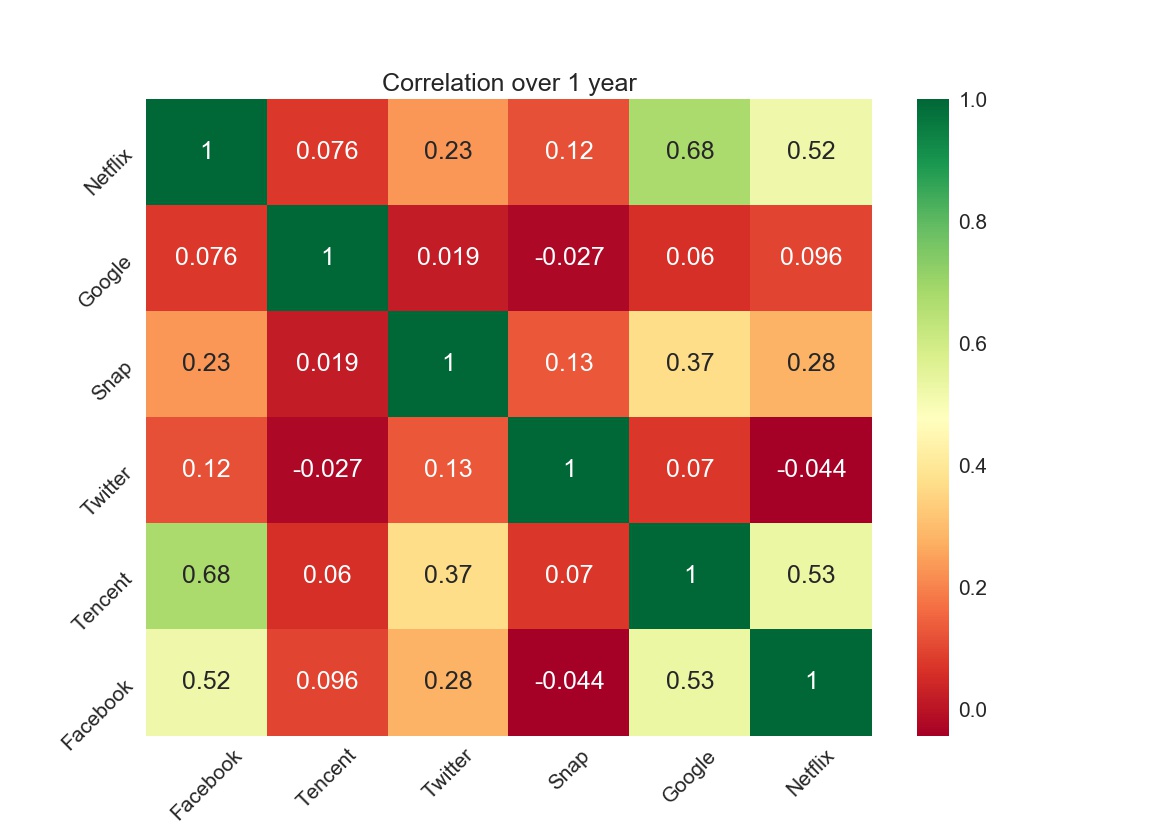 Correlation over 1 year
Netflix 1 0.076 0.23 0.12 0.68 0.52
Google 0.076 1 0.019 -0.027 0.06 0.096
Snap 0.23 0.019 1 0.13 0.37 0.28
Twitter 0.12 -0.027 0.13 1 0.07 -0.044
Tencent 0.68 0.06 0.37 0.07 1 0.53
Facebook 0.52 0.096 0.28 -0.044 0.53 1
Facebook Tencent Twitter Snap Google Netflix
1.0
0.8
0.6
0.4
0.2
0.0